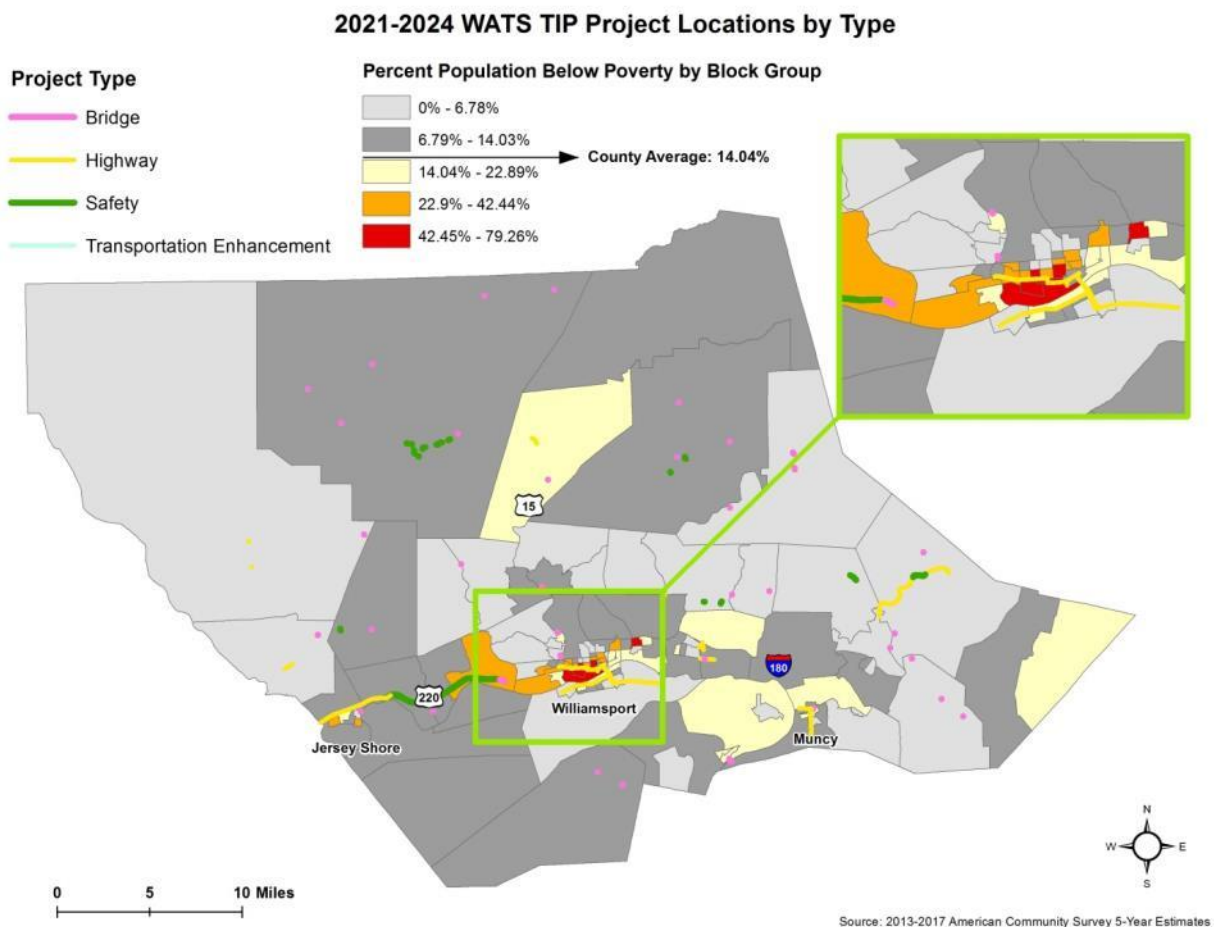 2021-2024 WATS TIP Project Locations by Type
Project Type
Bridge
Highway
Safety
Transportation Enhancement
Percent Population Below Poverty by Block Group
0% - 6.78%
6.79% - 14.03%
County Average: 14.04%
14.04% - 22.89%
22.9% - 42.44%
42.45% - 79.26%
15
220
180
Williamsport
Jersey Shore
Muncy
N
W E
S
0 5 10 Miles
Source: 2013-2017 American Community Survey 5-Year Estimates